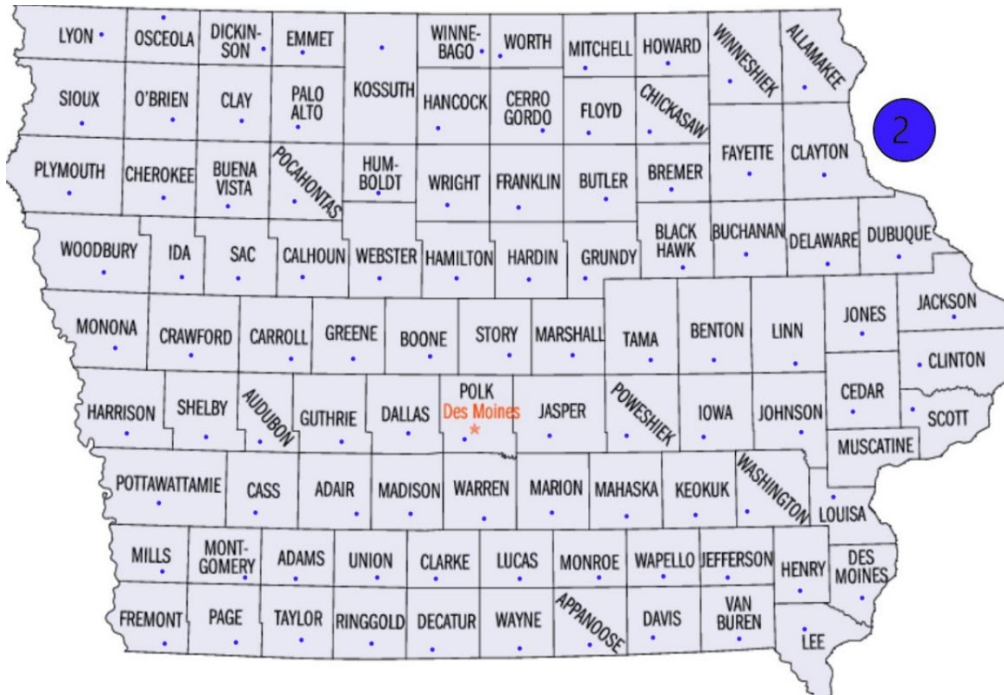 LYON
OSCEOLA
DICKIN-
SON
EMMET
WINNE-
BAGO
WORTH
MITCHELL
HOWARD
WINNESHIEK
ALLAMAKEE
SIOUX
O'BRIEN
CLAY
PALO
ALTO
KOSSUTH
HANCOCK
CERRO
GORDO
FLOYD
CHICKASAW
2
PLYMOUTH
CHEROKEE
BUENA
VISTA
POCAHONTAS
HUM-
BOLDT
WRIGHT
FRANKLIN
BUTLER
BREMER
FAYETTE
CLAYTON
WOODBURY
IDA
SAC
CALHOUN
WEBSTER
HAMILTON
HARDIN
GRUNDY
BLACK
HAWK
BUCHANAN
DELAWARE
DUBUQUE
MONONA
CRAWFORD
CARROLL
GREENE
BOONE
STORY
MARSHALL
TAMA
BENTON
LINN
JONES
JACKSON
CLINTON
HARRISON
SHELBY
AUDUBON
GUTHRIE
DALLAS
POLK
Des Moines
JASPER
POWESHIEK
IOWA
JOHNSON
CEDAR
SCOTT
MUSCATINE
POTTAWATTAMIE
CASS
ADAIR
MADISON
WARREN
MARION
MAHASKA
KEOKUK
WASHINGTON
LOUISA
MILLS
MONT-
GOMERY
ADAMS
UNION
CLARKE
LUCAS
MONROE
WAPELLO
JEFFERSON
HENRY
DES
MOINES
FREMONT
PAGE
TAYLOR
RINGGOLD
DECATUR
WAYNE
APPANOOSE
DAVIS
VAN
BUREN
LEE